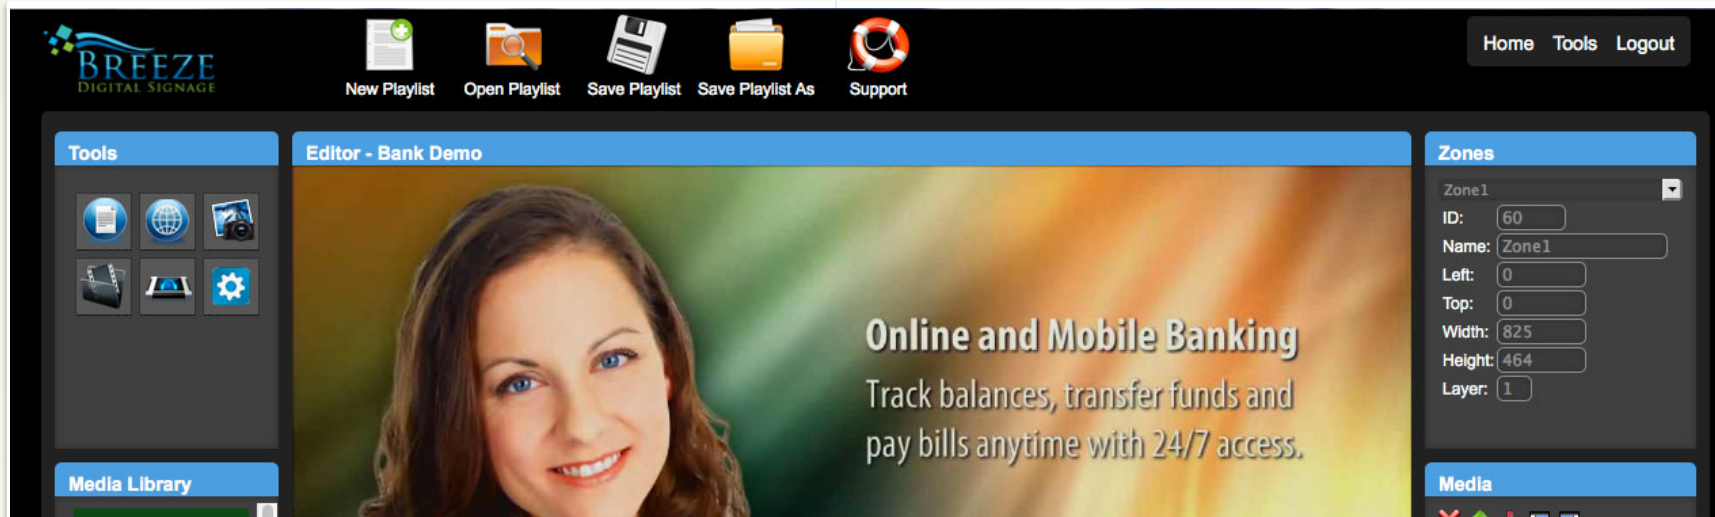 BREEZE
DIGITAL SIGNAGE
New Playlist
Open Playlist
Save Playlist
Save Playlist As
Support
Home Tools Logout
Tools
Editor - Bank Demo
Online and Mobile Banking
Track balances, transfer funds and
pay bills anytime with 24/7 access.
Zones
Zone1
ID: 60
Name: Zone1
Left: 0
Top: 0
Width: 825
Height: 464
Layer: 1
Media Library
Media